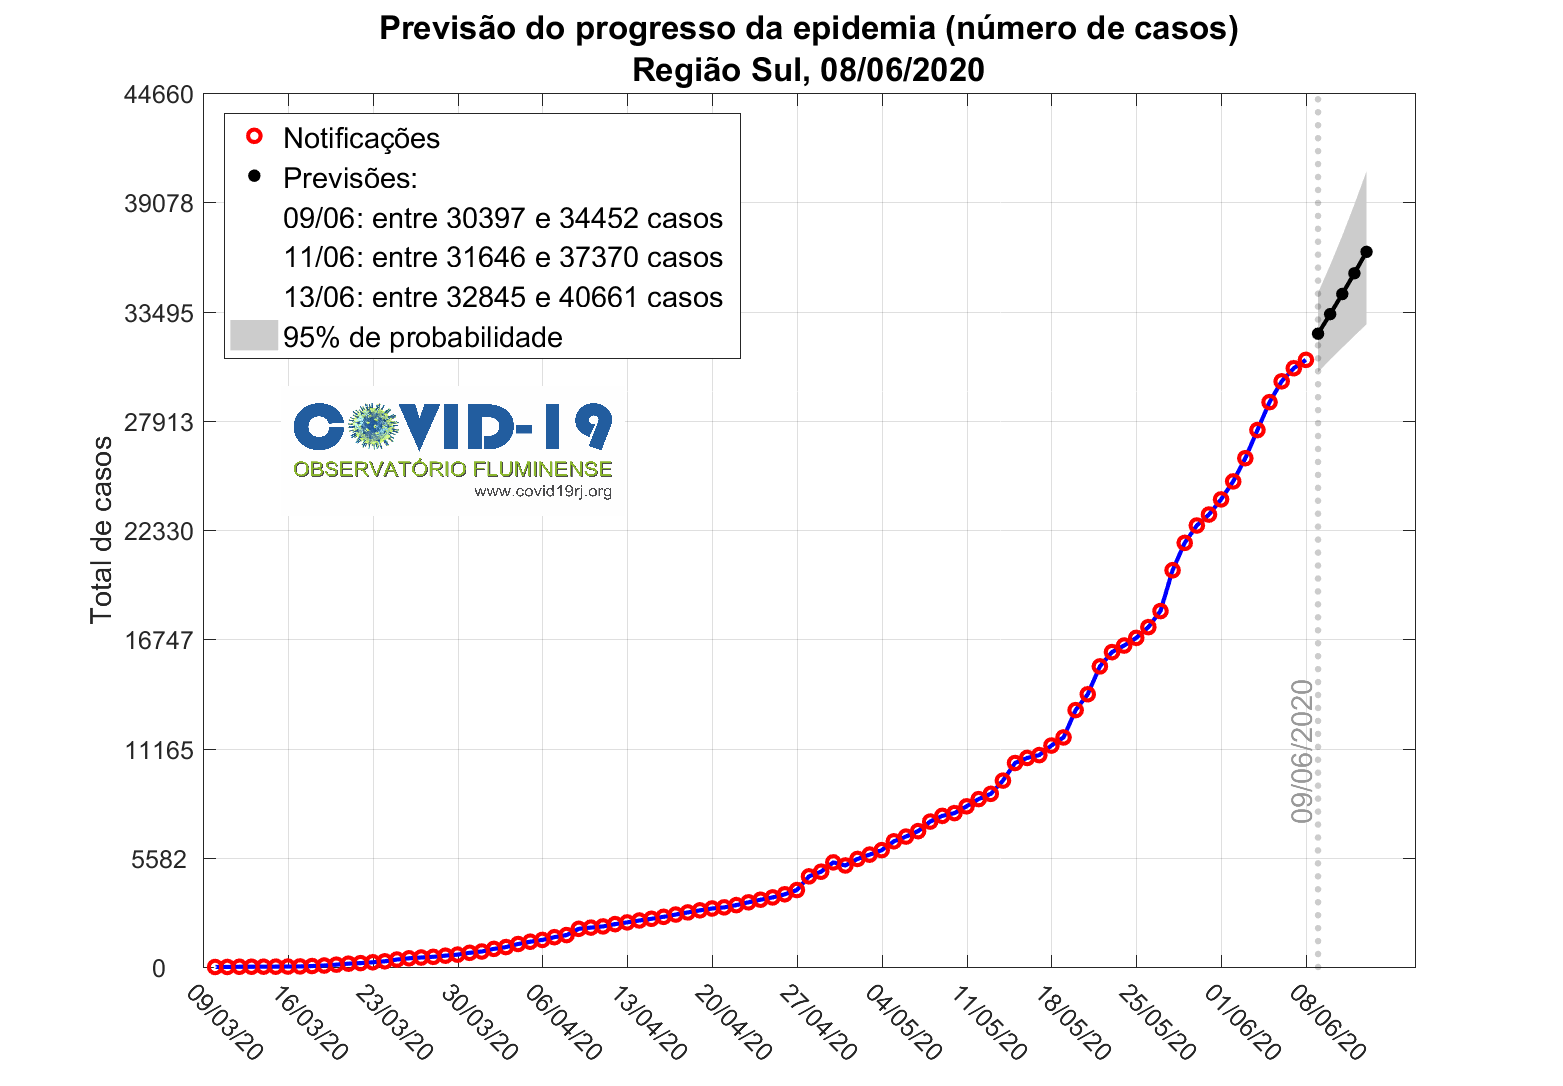 Previsão do progresso da epidemia (número de casos)
Região Sul, 08/06/2020
44660
39078
33495
27913
22330
16747
11165
5582
0
Total de casos
Notificações
Previsões:
09/06: entre 30397 e 34452 casos
11/06: entre 31646 e 37370 casos
13/06: entre 32845 e 40661 casos
95% de probabilidade
COVID-19
OBSERVATÓRIO FLUMINENSE
www.covid19rj.org
09/06/2020
09/03/20
16/03/20
23/03/20
30/03/20
06/04/20
13/04/20
20/04/20
27/04/20
04/05/20
11/05/20
18/05/20
25/05/20
01/06/20
08/06/20